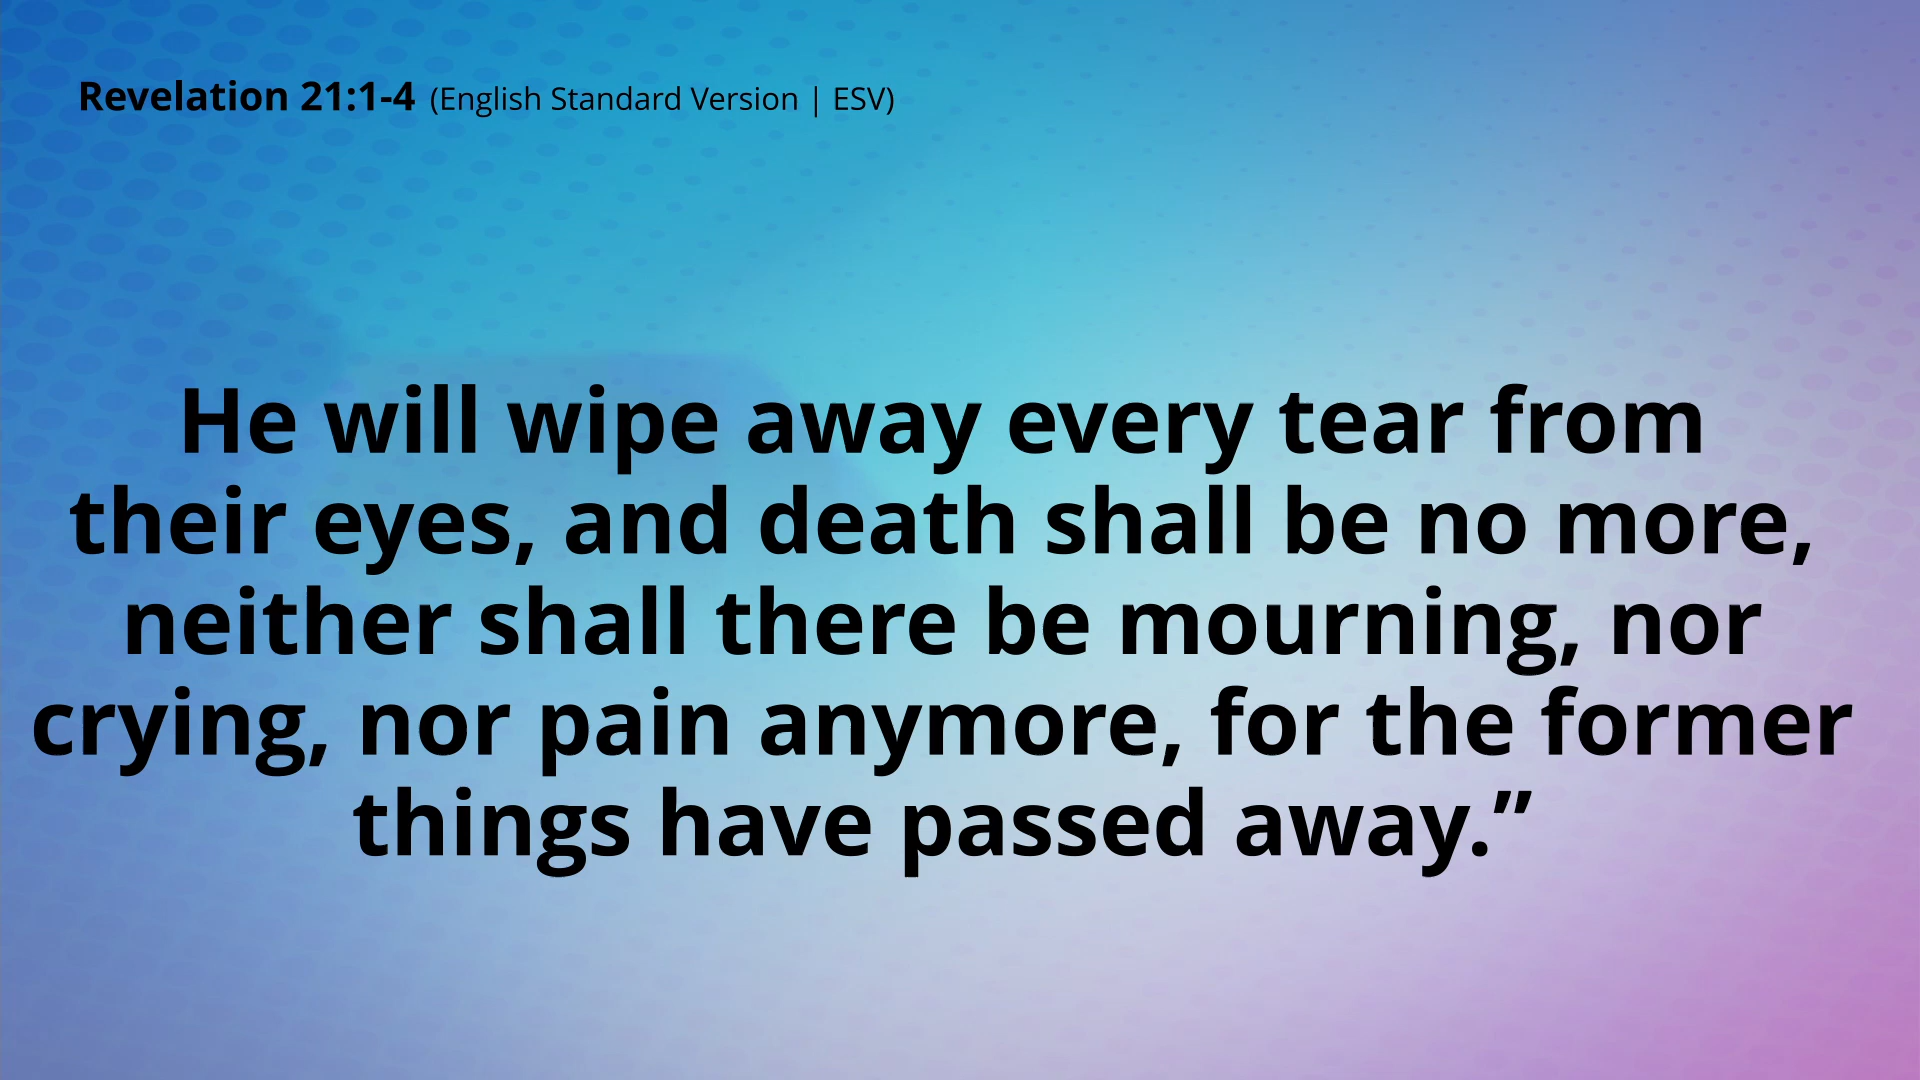 Revelation 21:1-4 (English Standard Version | ESV)
He will wipe away every tear from
their eyes, and death shall be no more,
neither shall there be mourning, nor
crying, nor pain anymore, for the former
things have passed away.”